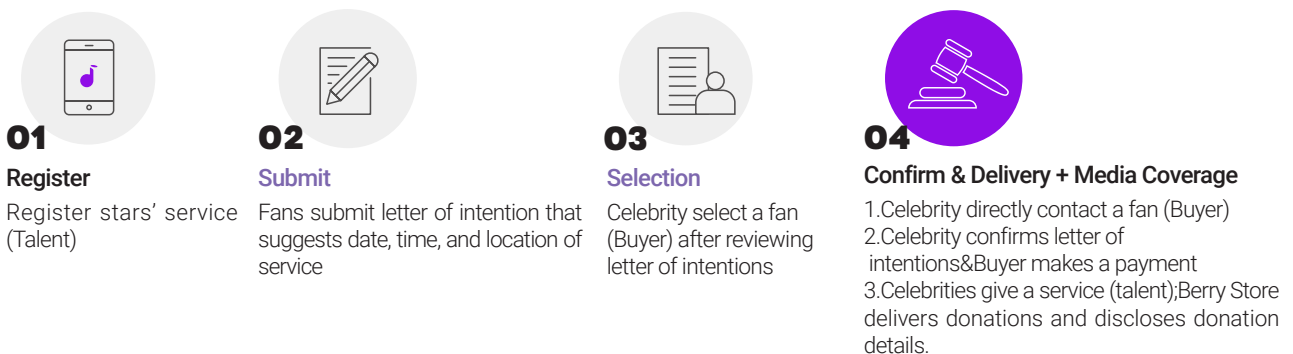 01
Register
Register stars’ service
(Talent)
02
Submit
Fans submit letter of intention that
suggests date, time, and location of
service
03
Selection
Celebrity select a fan
(Buyer) after reviewing
letter of intentions
04
Confirm & Delivery + Media Coverage
1.Celebrity directly contact a fan (Buyer)
2.Celebrity confirms letter of
intentions&Buyer makes a payment
3.Celebrities give a service (talent);Berry Store
delivers donations and discloses donation
details.